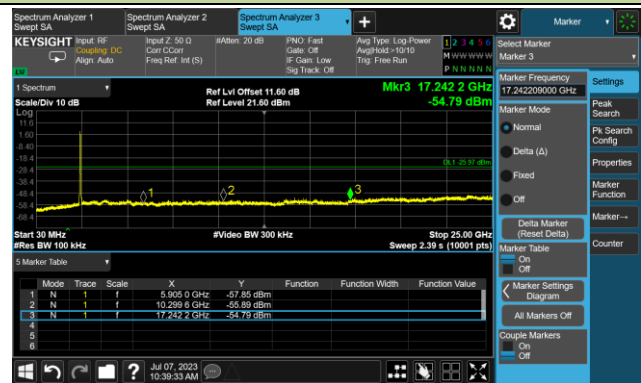 Spectrum Analyzer 1
Swept SA
Spectrum Analyzer 2
Swept SA
Spectrum Analyzer 3
Swept SA
Marker
KEYSIGHT
Input: RF
Coupling: DC
Align: Auto
Input Z: 50 Ω
Corr CCorr
Freq Ref: Int (S)
#Atten: 20 dB
PNO: Fast
Gate: Off
IF Gain: Low
Sig Track: Off
Avg Type: Log-Power
Avg|Hold:>10/10
Trig: Free Run
1 2 3 4 5 6
M W W W W W
P N N N N N
Select Marker
Marker 3
LXI
1 Spectrum
Scale/Div 10 dB
Log
Ref Lvl Offset 11.60 dB
Ref Level 21.60 dBm
Mkr3 17.242 2 GHz
-54.79 dBm
11.6
1.60
-8.40
-18.4
-28.4
-38.4
-48.4
-58.4
-68.4
DL1 -25.97 dBm
1
2
3
Start 30 MHz
#Res BW 100 kHz
#Video BW 300 kHz
Stop 25.00 GHz
Sweep 2.39 s (10001 pts)
5 Marker Table
Mode Trace Scale X Y Function Function Width Function Value
1 N 1 f 5.905 0 GHz -57.85 dBm
2 N 1 f 10.299 6 GHz -55.89 dBm
3 N 1 f 17.242 2 GHz -54.79 dBm
4
5
6
Jul 07, 2023
10:39:33 AM
Marker Frequency
17.242209000 GHz
Marker Mode
Normal
Delta (Δ)
Fixed
Off
Delta Marker
(Reset Delta)
Marker Table
On
Off
Marker Settings
Diagram
All Markers Off
Couple Markers
On
Off
Settings
Peak
Search
Pk Search
Config
Properties
Marker
Function
Marker→
Counter